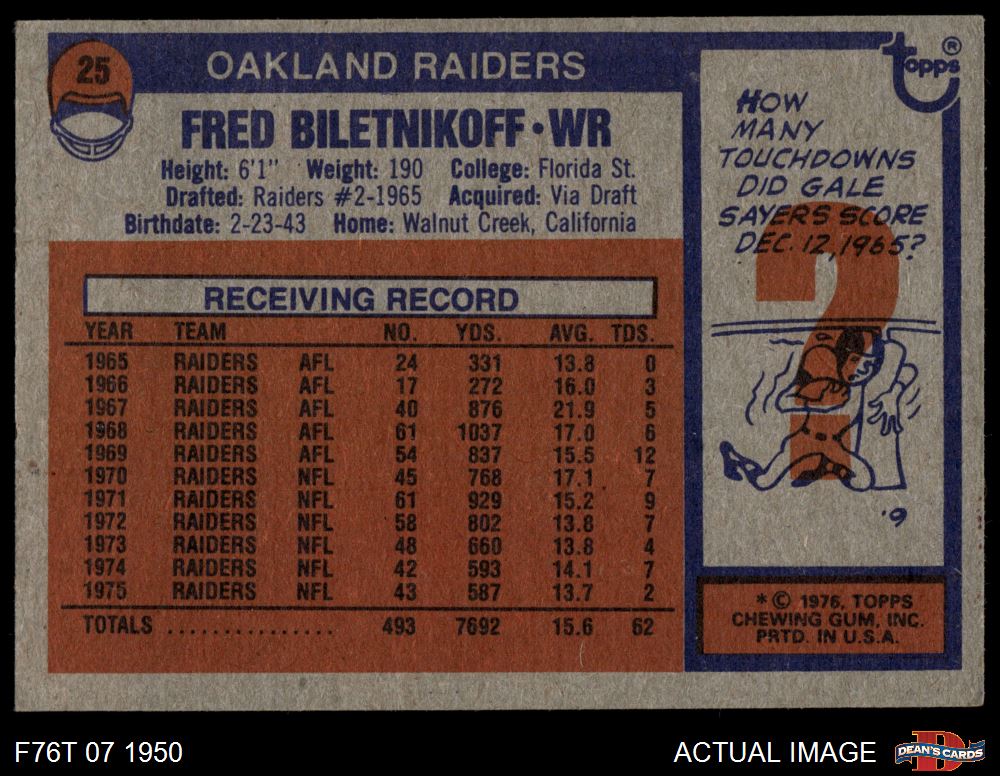 25
OAKLAND RAIDERS
FRED BILETNIKOFF • WR
Height: 6'1" Weight: 190 College: Florida St.
Drafted: Raiders #2-1965 Acquired: Via Draft
Birthdate: 2-23-43 Home: Walnut Creek, California
RECEIVING RECORD
YEAR TEAM NO. YDS. AVG. TDS.
1965 RAIDERS AFL 24 331 13.8 0
1966 RAIDERS AFL 17 272 16.0 3
1967 RAIDERS AFL 40 876 21.9 5
1968 RAIDERS AFL 61 1037 17.0 6
1969 RAIDERS AFL 54 837 15.5 12
1970 RAIDERS NFL 45 768 17.1 7
1971 RAIDERS NFL 61 929 15.2 9
1972 RAIDERS NFL 58 802 13.8 7
1973 RAIDERS NFL 48 660 13.8 4
1974 RAIDERS NFL 42 593 14.1 7
1975 RAIDERS NFL 43 587 13.7 2
TOTALS ............... 493 7692 15.6 62
Topps ®
HOW
MANY
TOUCHDOWNS
DID GALE
SAYERS SCORE
DEC. 12, 1965?
?
'9
* © 1976, TOPPS
CHEWING GUM, INC.
PRTD. IN U.S.A.
F76T 07 1950
ACTUAL IMAGE
DEAN'S CARDS